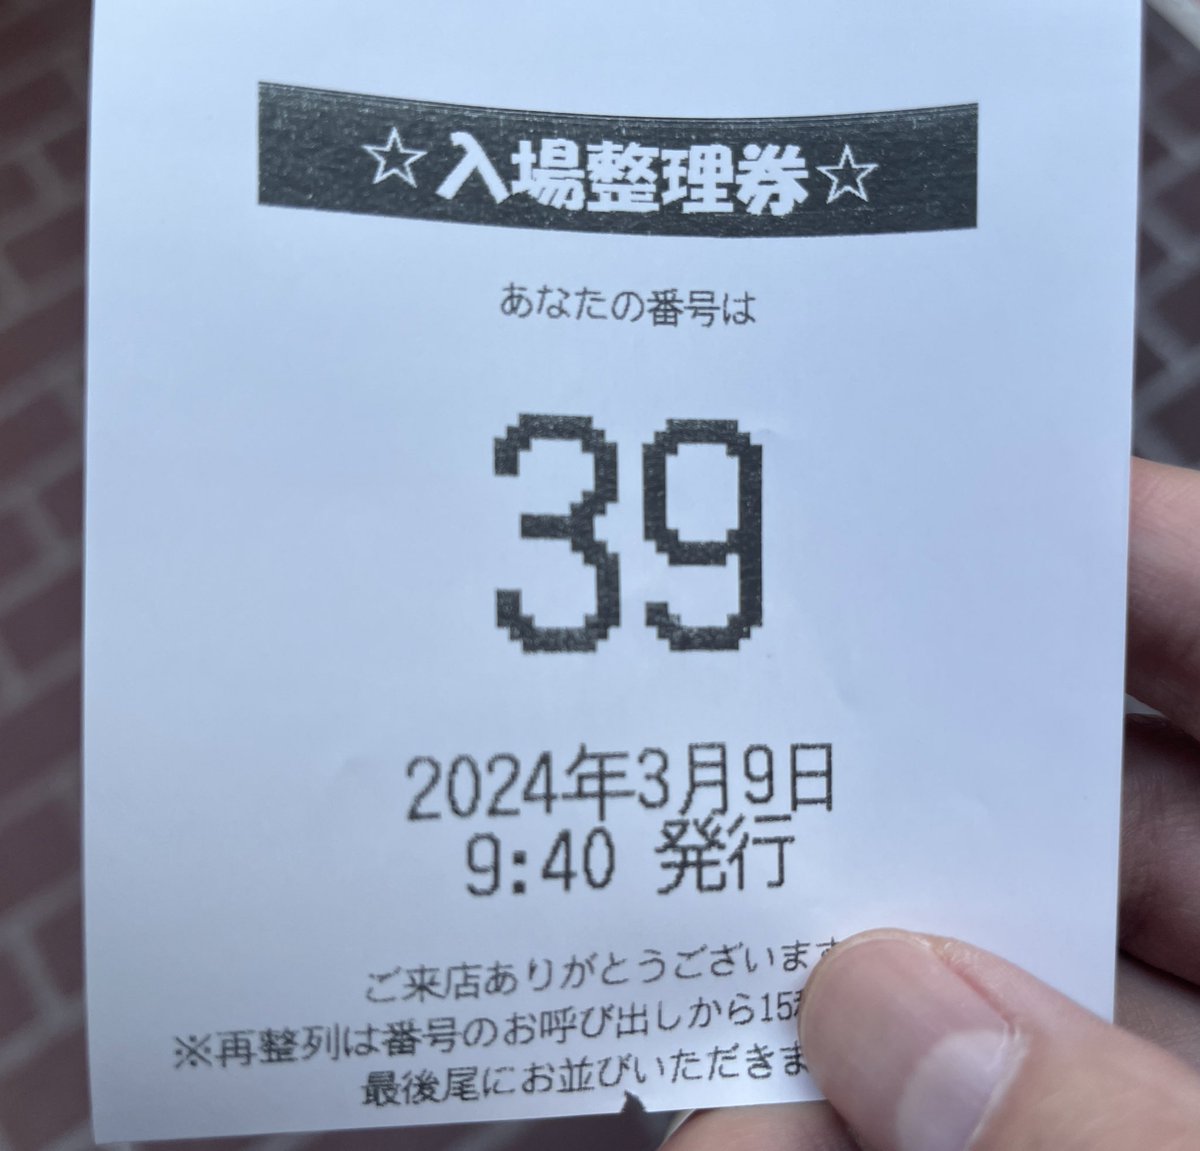 ☆入場整理券☆
あなたの番号は
39
2024年3月9日
9:40 発行
ご来店ありがとうございます
※再整列は番号のお呼び出しから15
最後尾にお並びいただきま